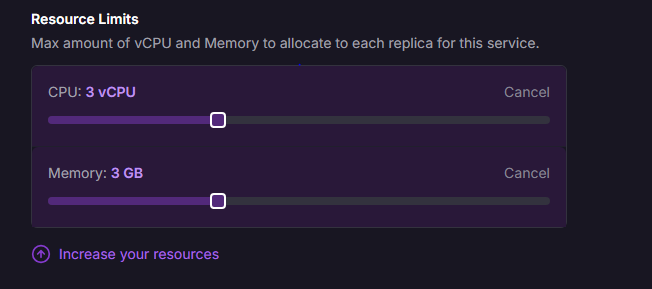 Resource Limits
Max amount of vCPU and Memory to allocate to each replica for this service.
CPU: 3 vCPU Cancel
Memory: 3 GB Cancel
Increase your resources